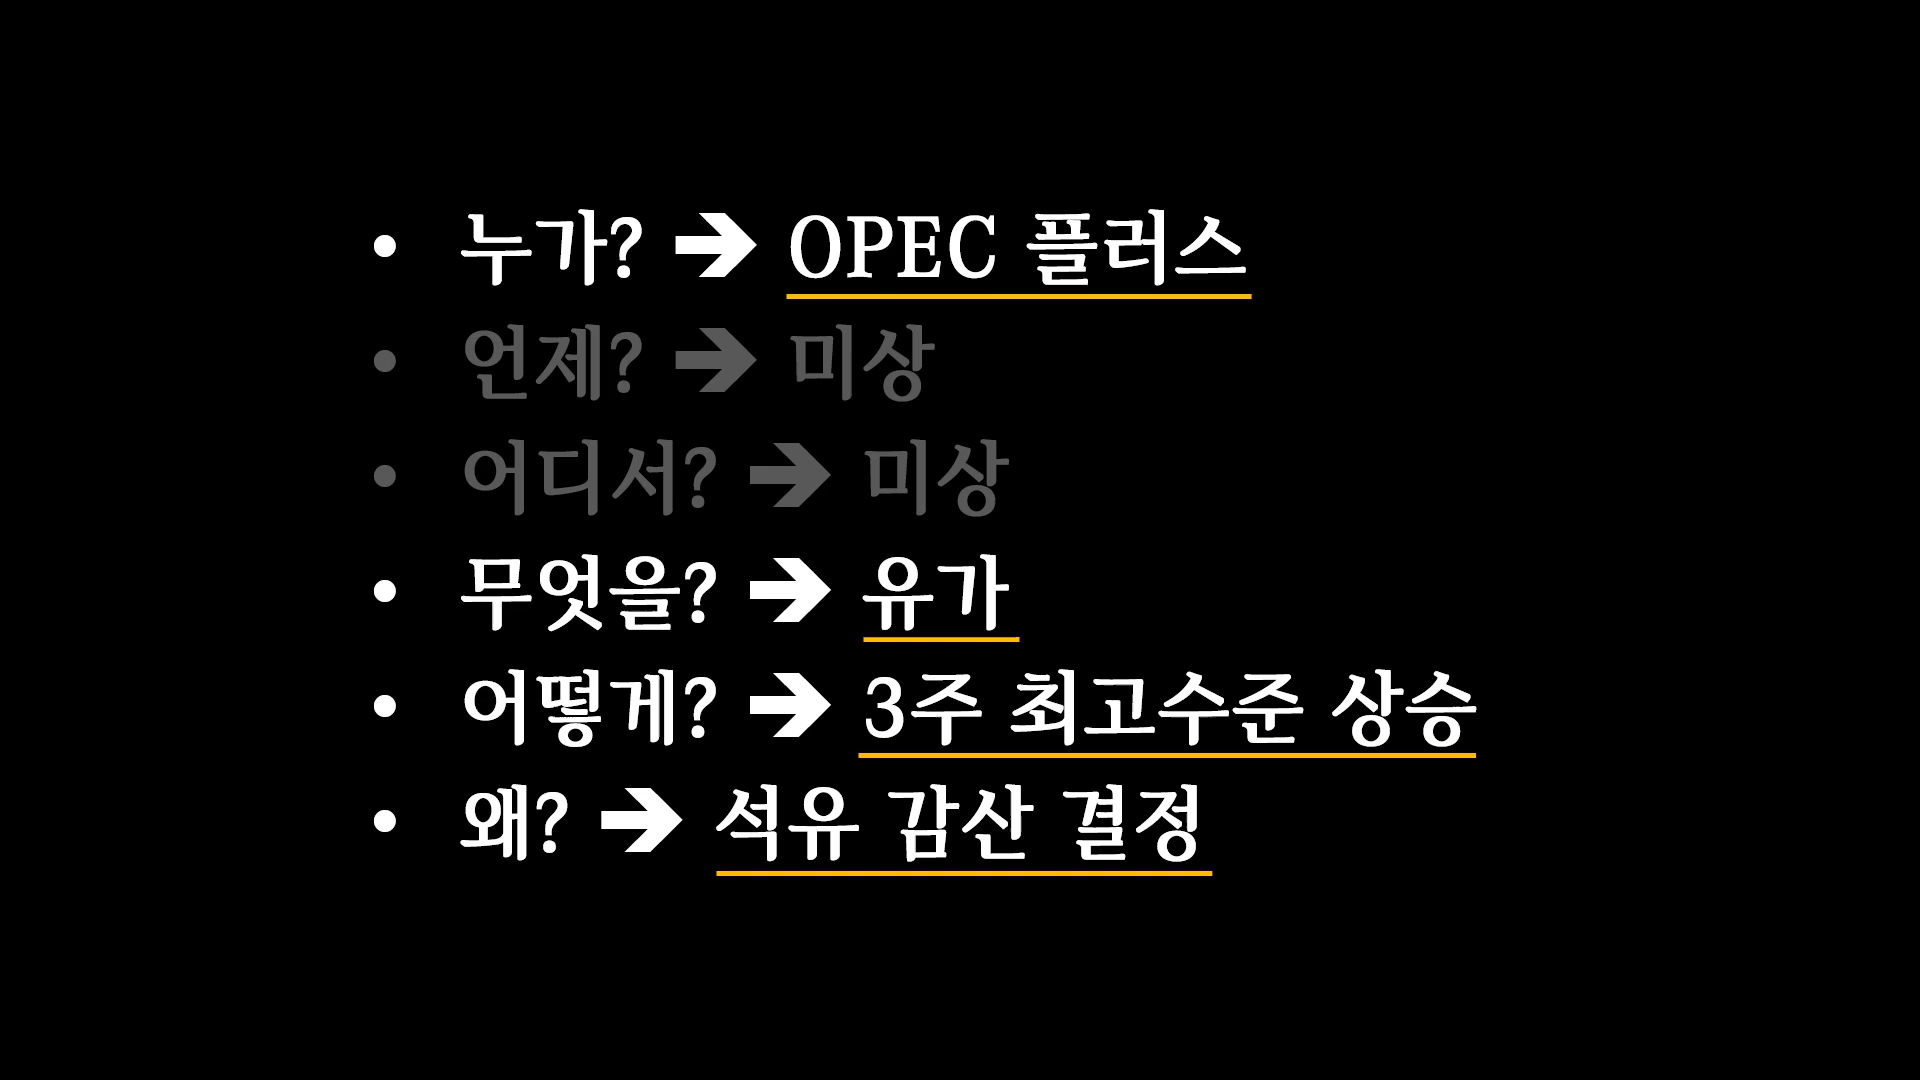 • 누가? 🡺 OPEC 플러스
• 언제? 🡺 미상
• 어디서? 🡺 미상
• 무엇을? 🡺 유가
• 어떻게? 🡺 3주 최고수준 상승
• 왜? 🡺 석유 감산 결정